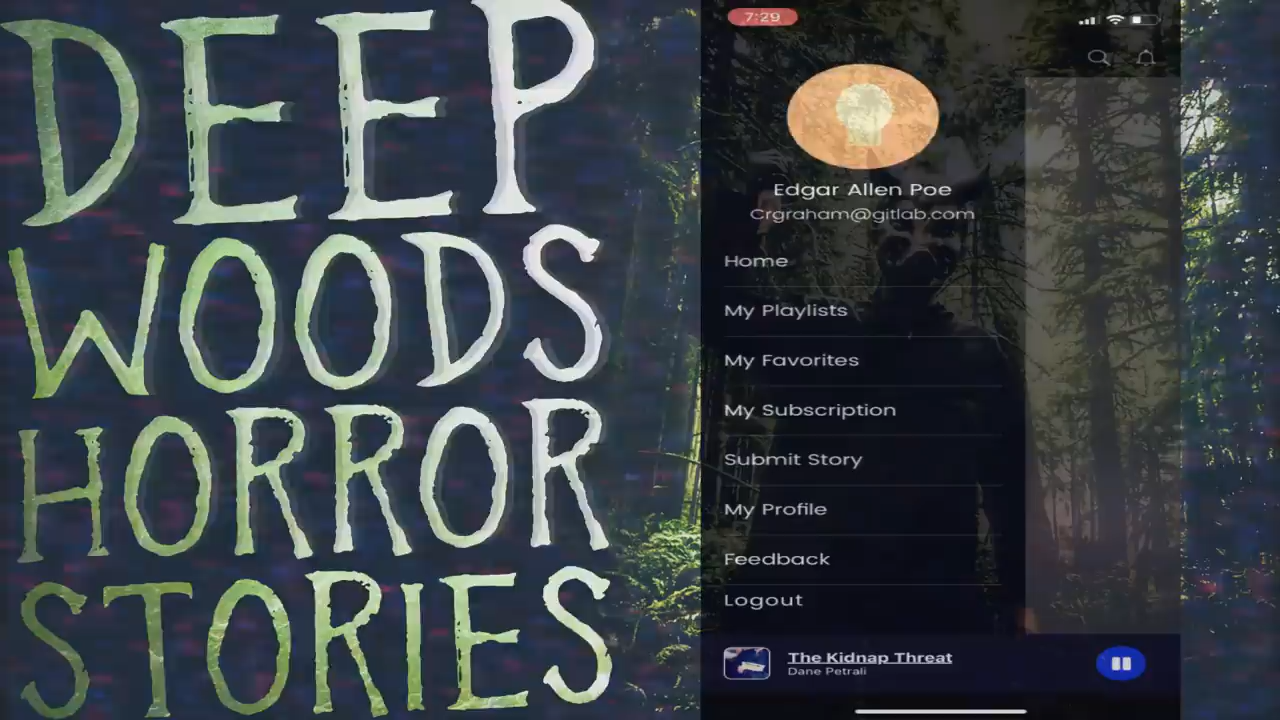 DEEP
WOODS
HORROR
STORIES
7:29
Edgar Allen Poe
Crgraham@gitlab.com
Home
My Playlists
My Favorites
My Subscription
Submit Story
My Profile
Feedback
Logout
The Kidnap Threat
Dane Petrali